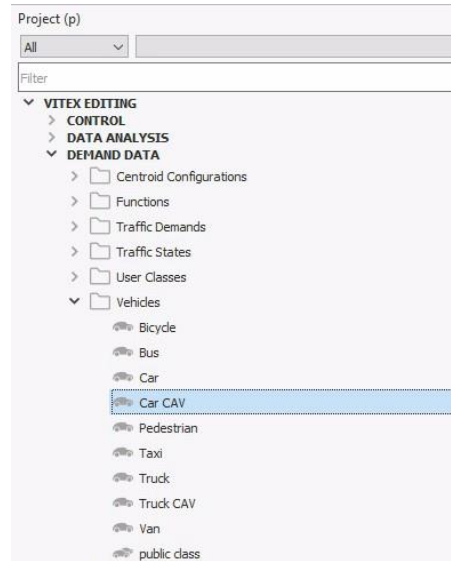 Project (p)
All
Filter
VITEX EDITING
CONTROL
DATA ANALYSIS
DEMAND DATA
Centroid Configurations
Functions
Traffic Demands
Traffic States
User Classes
Vehicles
Bicycle
Bus
Car
Car CAV
Pedestrian
Taxi
Truck
Truck CAV
Van
public class